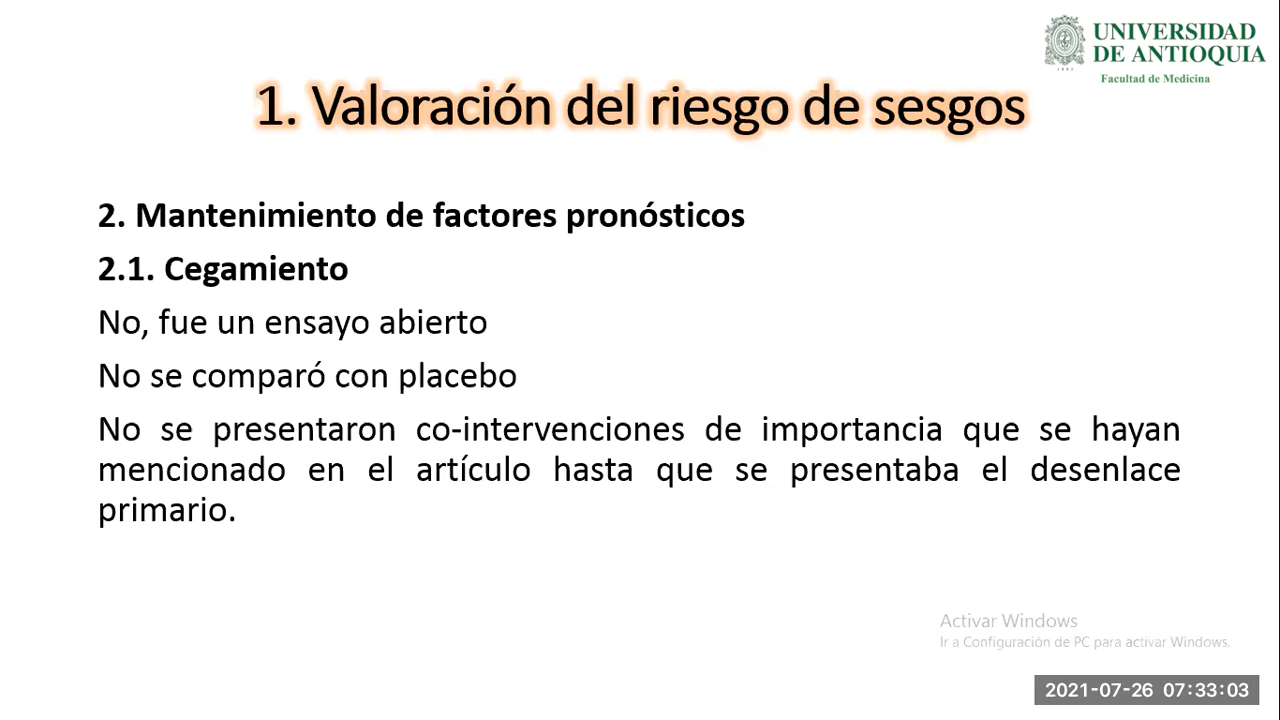 UNIVERSIDAD
DE ANTIOQUIA
Facultad de Medicina
1. Valoración del riesgo de sesgos
2. Mantenimiento de factores pronósticos
2.1. Cegamiento
No, fue un ensayo abierto
No se comparó con placebo
No se presentaron co-intervenciones de importancia que se hayan
mencionado en el artículo hasta que se presentaba el desenlace
primario.
Activar Windows
Ir a Configuración de PC para activar Windows.
2021-07-26 07:33:03